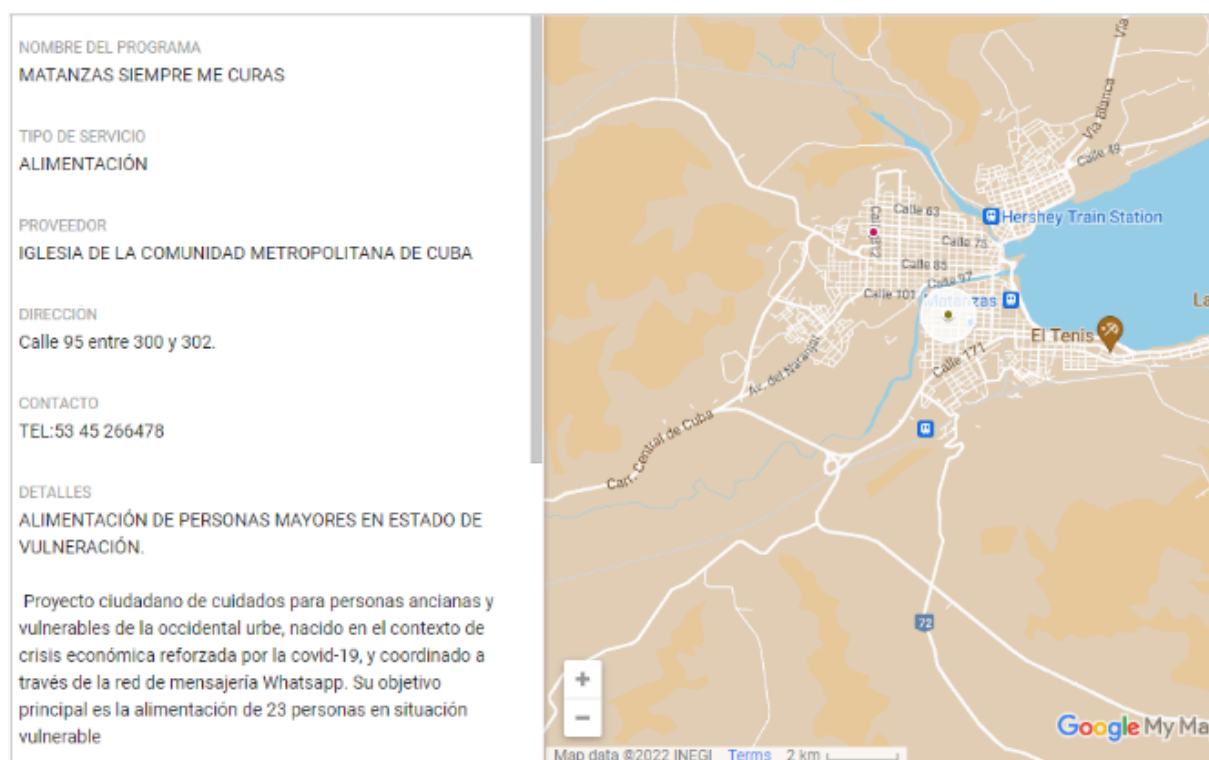 NOMBRE DEL PROGRAMA
MATANZAS SIEMPRE ME CURAS
TIPO DE SERVICIO
ALIMENTACIÓN
PROVEEDOR
IGLESIA DE LA COMUNIDAD METROPOLITANA DE CUBA
DIRECCIÓN
Calle 95 entre 300 y 302.
CONTACTO
TEL:53 45 266478
DETALLES
ALIMENTACIÓN DE PERSONAS MAYORES EN ESTADO DE
VULNERACIÓN.
Proyecto ciudadano de cuidados para personas ancianas y
vulnerables de la occidental urbe, nacido en el contexto de
crisis económica reforzada por la covid-19, y coordinado a
través de la red de mensajería Whatsapp. Su objetivo
principal es la alimentación de 23 personas en situación
vulnerable
Vía
Vía Blanca
Calle 49
Calle 63
Hershey Train Station
Calle 75
Calle 85
Calle 97
Calle 101
Matanzas
La
El Tenis
Calle 171
Av. del Naranjal
Carr. Central de Cuba
72
+
−
Google My Ma
Map data ©2022 INEGI Terms 2 km